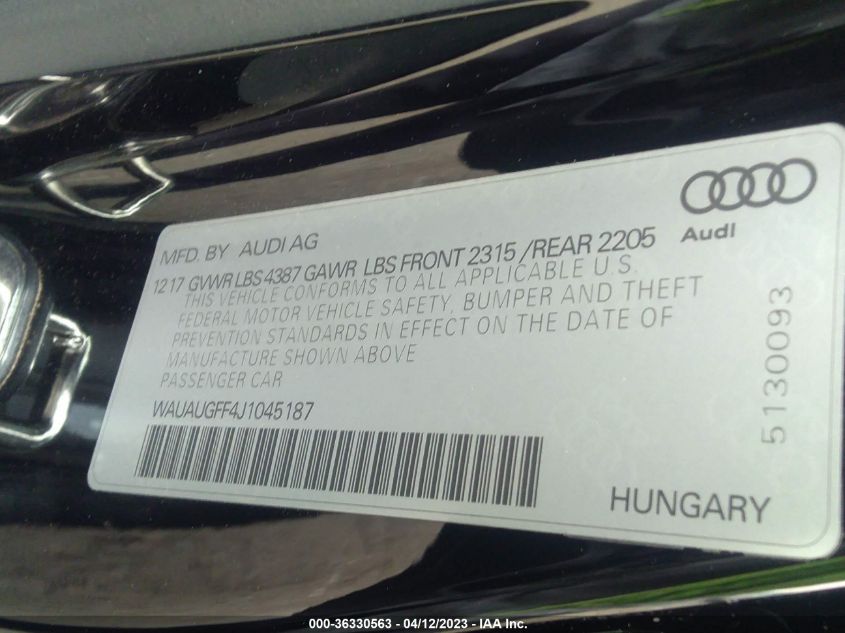 MFD. BY AUDI AG
Audi
1217 GVWR LBS 4387 GAWR LBS FRONT 2315 /REAR 2205
THIS VEHICLE CONFORMS TO ALL APPLICABLE U.S.
FEDERAL MOTOR VEHICLE SAFETY, BUMPER AND THEFT
PREVENTION STANDARDS IN EFFECT ON THE DATE OF
MANUFACTURE SHOWN ABOVE
PASSENGER CAR
WAUAUGFF4J1045187
5130093
HUNGARY
000-36330563 - 04/12/2023 - IAA Inc.